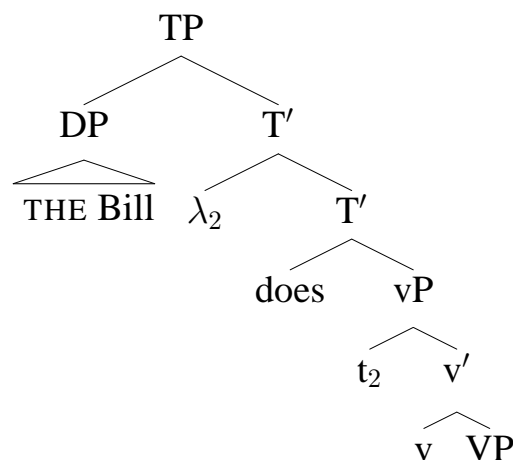 TP
DP T′
THE Bill λ2 T′
does vP
t2 v′
v VP